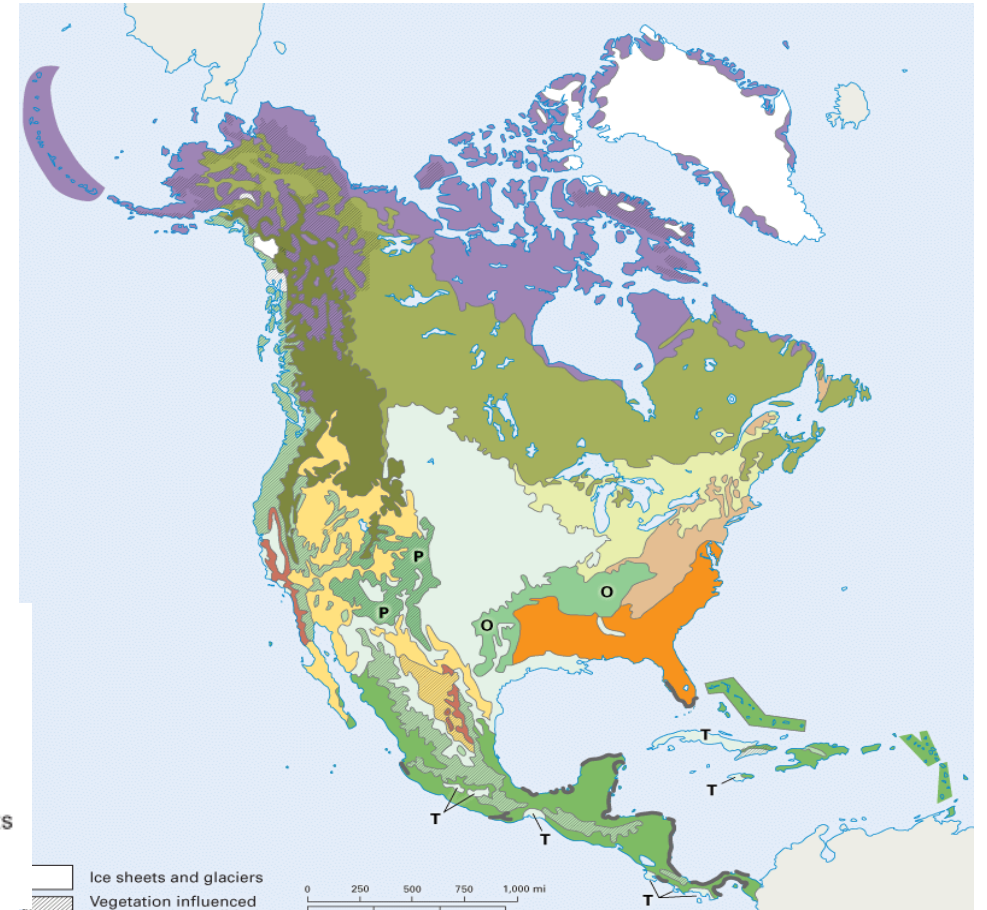 P
P
O
O
T
T
T
T
T
s
Ice sheets and glaciers
Vegetation influenced
0 250 500 750 1,000 mi